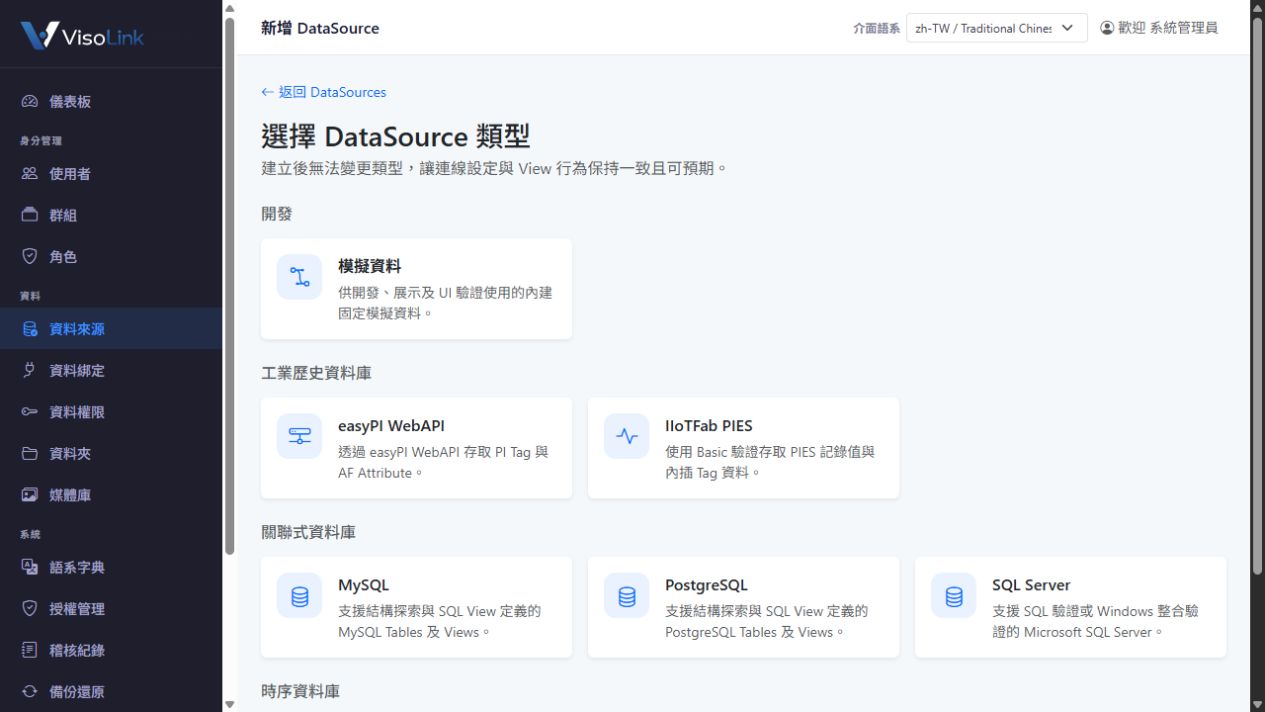 VisoLink
新增 DataSource
介面語系
zh-TW / Traditional Chines
歡迎 系統管理員
儀表板
身分管理
使用者
群組
角色
資料
資料來源
資料綁定
資料權限
資料夾
媒體庫
系統
語系字典
授權管理
稽核紀錄
備份還原
← 返回 DataSources
選擇 DataSource 類型
建立後無法變更類型，讓連線設定與 View 行為保持一致且可預期。
開發
模擬資料
供開發、展示及 UI 驗證使用的內建
固定模擬資料。
工業歷史資料庫
easyPI WebAPI
透過 easyPI WebAPI 存取 PI Tag 與
AF Attribute。
IIoTFab PIES
使用 Basic 驗證存取 PIES 記錄值與
內插 Tag 資料。
關聯式資料庫
MySQL
支援結構探索與 SQL View 定義的
MySQL Tables 及 Views。
PostgreSQL
支援結構探索與 SQL View 定義的
PostgreSQL Tables 及 Views。
SQL Server
支援 SQL 驗證或 Windows 整合驗
證的 Microsoft SQL Server。
時序資料庫